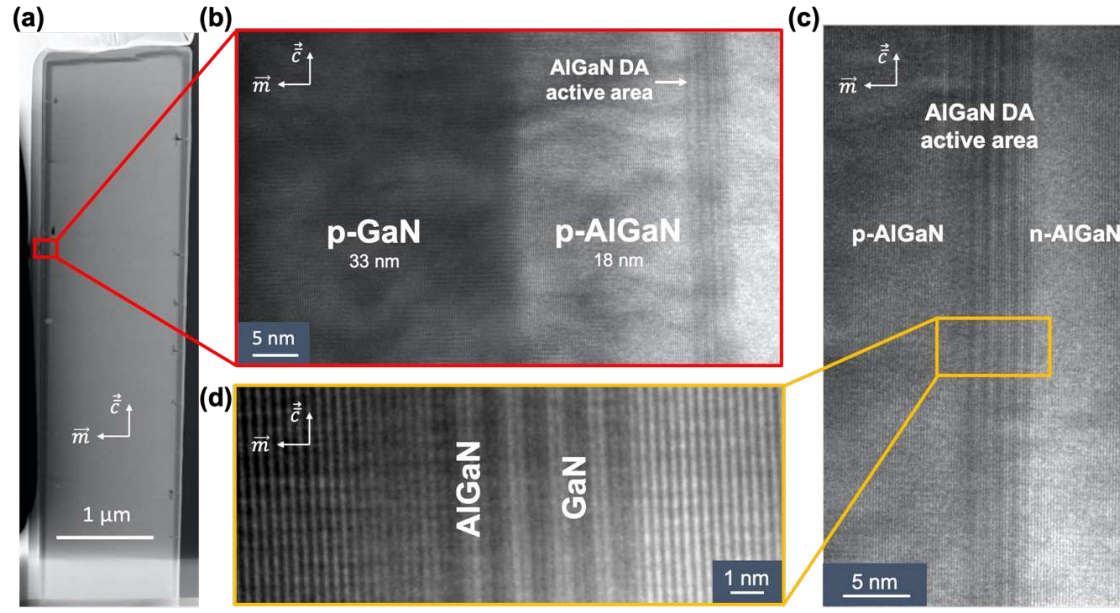 (a)
c⃗
m⃗
1 μm
(b)
c⃗
m⃗
AlGaN DA
active area
p-GaN
33 nm
p-AlGaN
18 nm
5 nm
(c)
c⃗
m⃗
AlGaN DA
active area
p-AlGaN
n-AlGaN
5 nm
(d)
c⃗
m⃗
AlGaN
GaN
1 nm